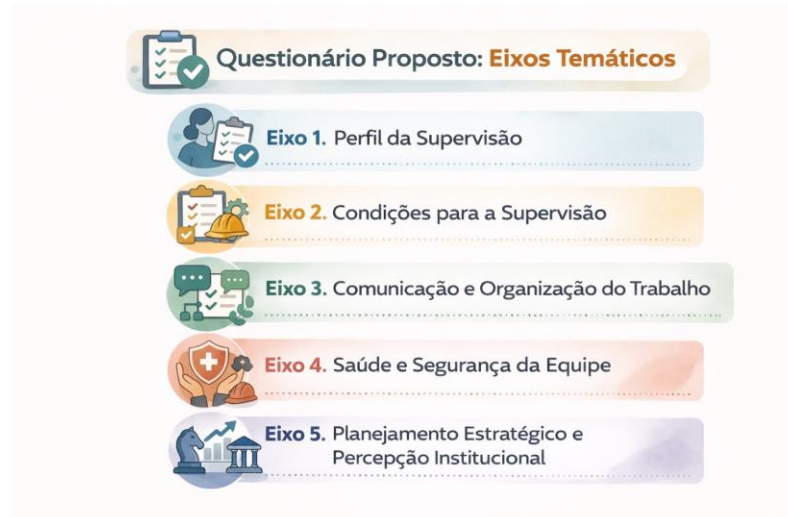 Questionário Proposto: Eixos Temáticos
Eixo 1. Perfil da Supervisão
Eixo 2. Condições para a Supervisão
Eixo 3. Comunicação e Organização do Trabalho
Eixo 4. Saúde e Segurança da Equipe
Eixo 5. Planejamento Estratégico e
Percepção Institucional